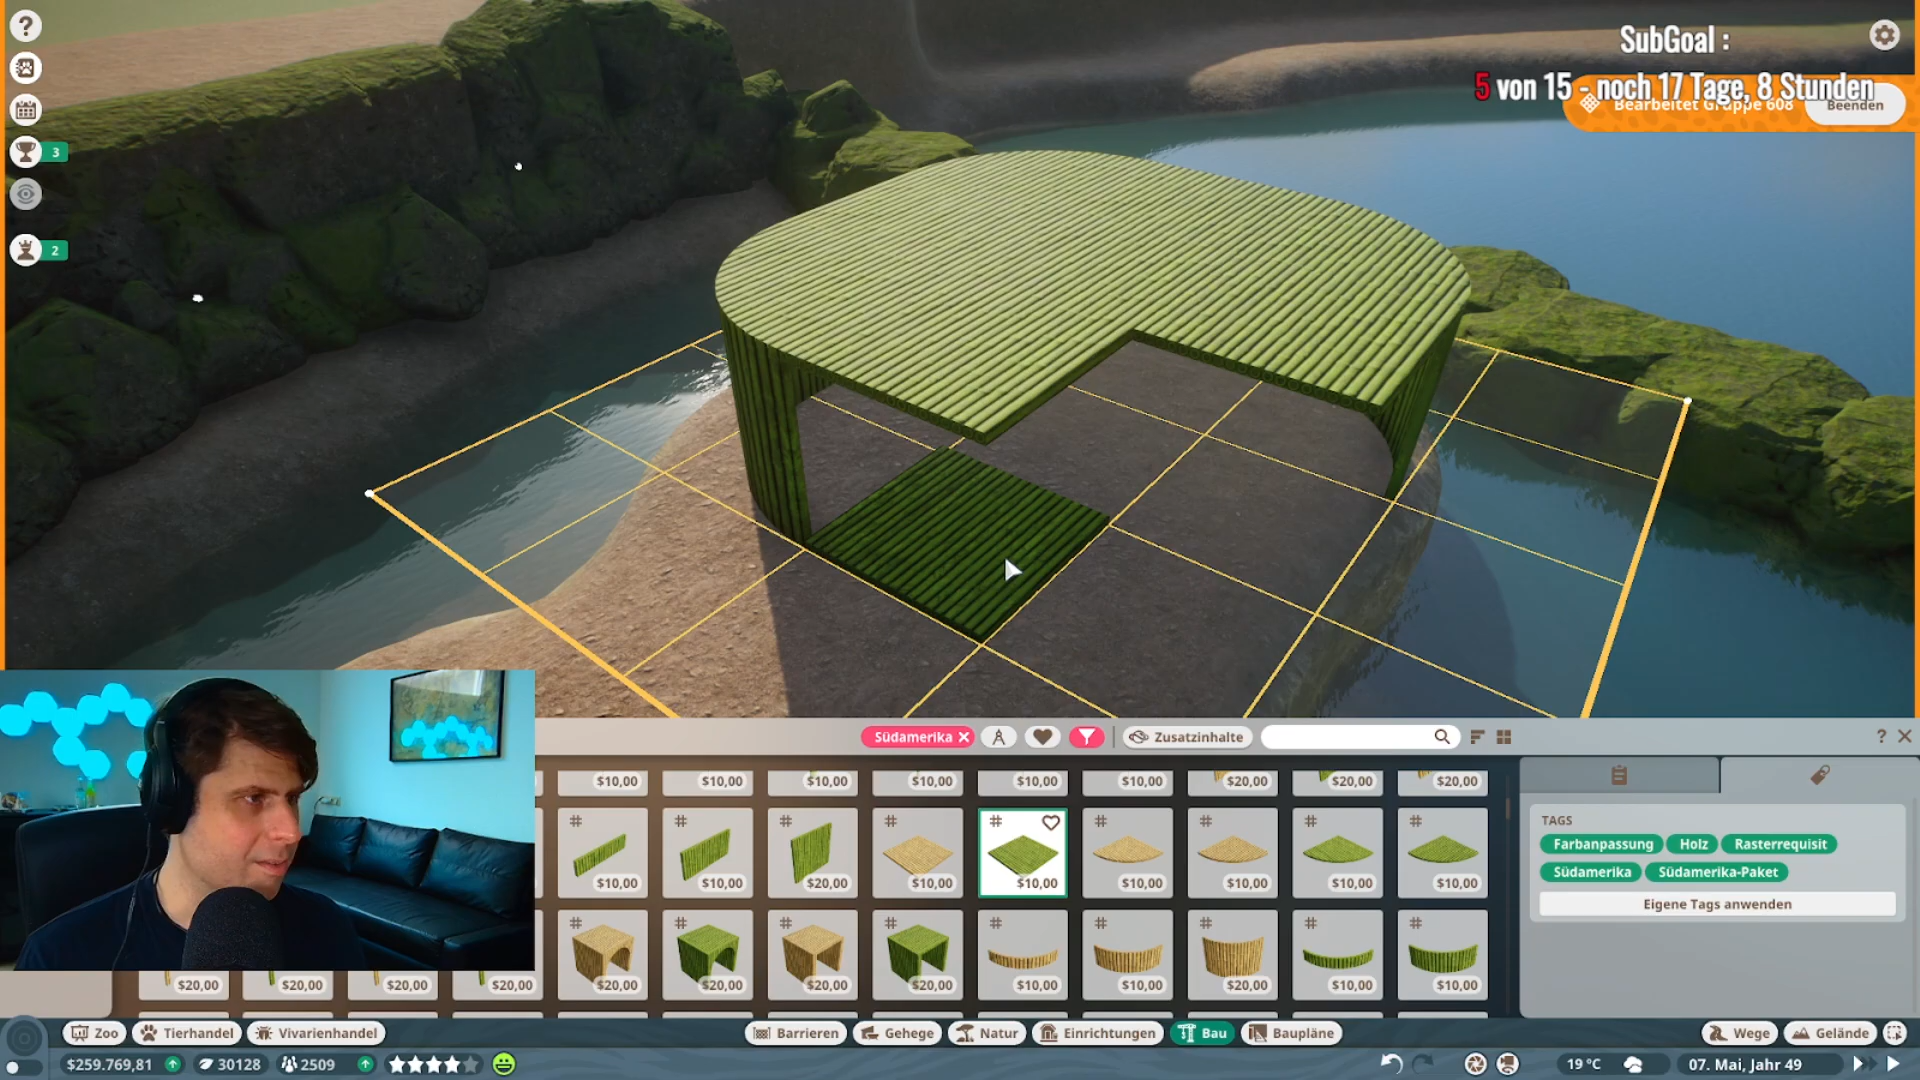 ?
SubGoal :
5 von 15 - noch 17 Tage, 8 Stunden
Bearbeitet Gruppe 608
Beenden
3
2
Südamerika
Zusatzinhalte
?
$10,00 $10,00 $10,00 $10,00 $10,00 $10,00 $20,00 $20,00 $20,00
# # # # # # # # #
$10,00 $10,00 $20,00 $10,00 $10,00 $10,00 $10,00 $10,00 $10,00
# # # # # # # # #
$20,00 $20,00 $20,00 $20,00 $20,00 $20,00 $20,00 $20,00 $10,00 $10,00 $20,00 $10,00 $10,00
TAGS
Farbanpassung Holz Rasterrequisit
Südamerika Südamerika-Paket
Eigene Tags anwenden
Zoo Tierhandel Vivarienhandel Barrieren Gehege Natur Einrichtungen Bau Baupläne Wege Gelände
$259.769,81 30128 2509 19 °C 07. Mai, Jahr 49